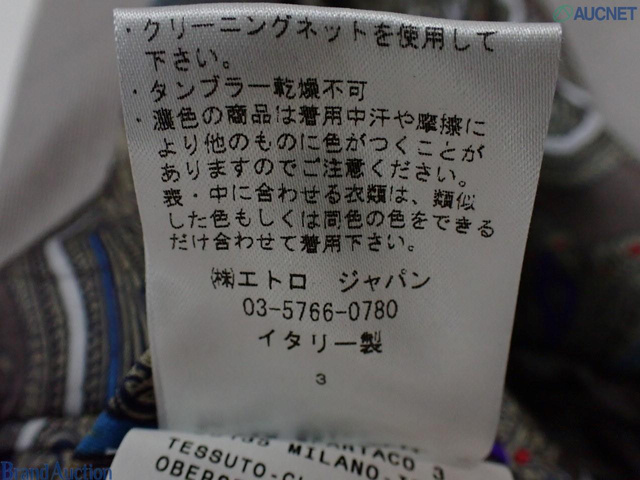 AUCNET
・クリーニングネットを使用して
下さい。
・タンブラー乾燥不可
・濃色の商品は着用中汗や摩擦に
より他のものに色がつくことが
ありますのでご注意ください。
表・中に合わせる衣類は、類似
した色もしくは同色の色をできる
だけ合わせて着用下さい。
㈱エトロ ジャパン
03-5766-0780
イタリー製
3
SPARTACO 3
MILANO
TESSUTO
Brand Auction